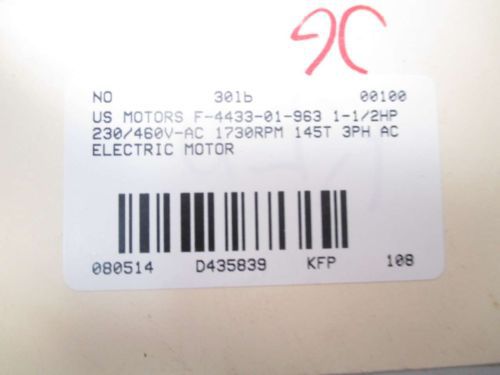 NO 301b 00100
US MOTORS F-4433-01-963 1-1/2HP
230/460V-AC 1730RPM 145T 3PH AC
ELECTRIC MOTOR
080514 D435839 KFP 108